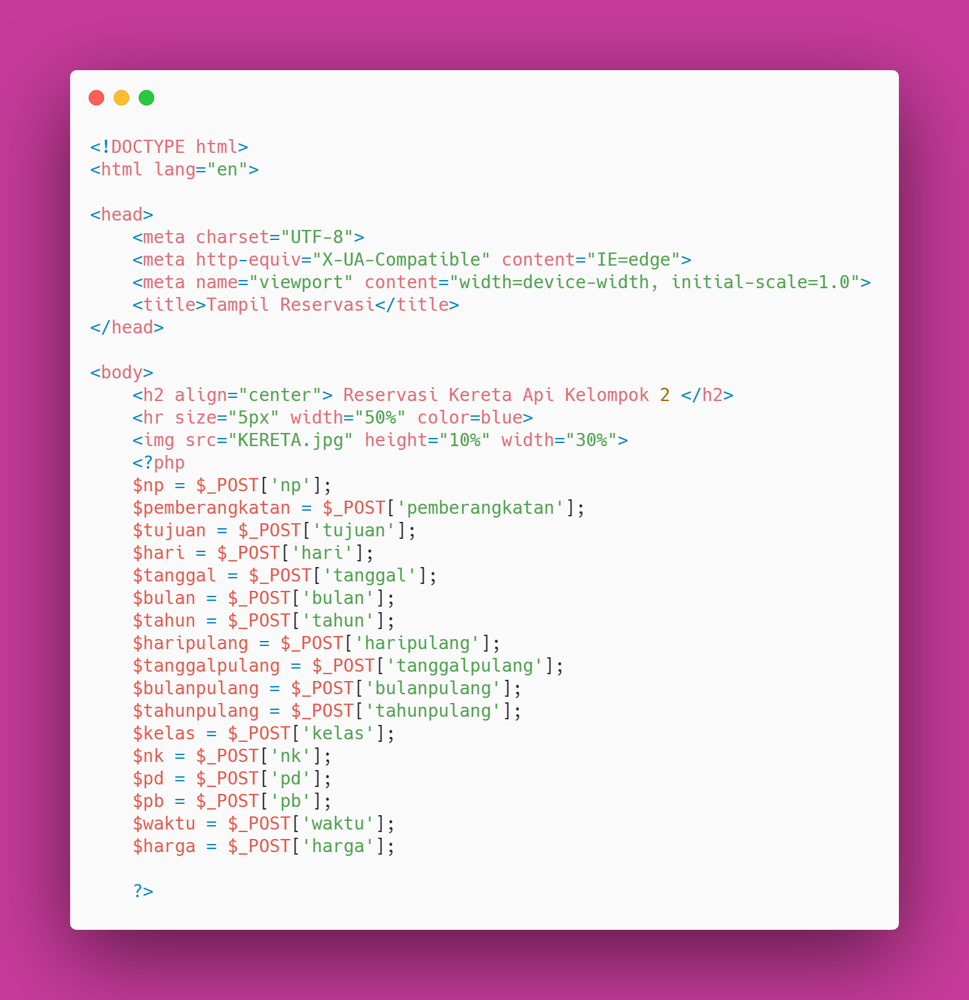 <!DOCTYPE html>
<html lang="en">

<head>
    <meta charset="UTF-8">
    <meta http-equiv="X-UA-Compatible" content="IE=edge">
    <meta name="viewport" content="width=device-width, initial-scale=1.0">
    <title>Tampil Reservasi</title>
</head>

<body>
    <h2 align="center"> Reservasi Kereta Api Kelompok 2 </h2>
    <hr size="5px" width="50%" color=blue>
    <img src="KERETA.jpg" height="10%" width="30%">
    <?php
    $np = $_POST['np'];
    $pemberangkatan = $_POST['pemberangkatan'];
    $tujuan = $_POST['tujuan'];
    $hari = $_POST['hari'];
    $tanggal = $_POST['tanggal'];
    $bulan = $_POST['bulan'];
    $tahun = $_POST['tahun'];
    $haripulang = $_POST['haripulang'];
    $tanggalpulang = $_POST['tanggalpulang'];
    $bulanpulang = $_POST['bulanpulang'];
    $tahunpulang = $_POST['tahunpulang'];
    $kelas = $_POST['kelas'];
    $nk = $_POST['nk'];
    $pd = $_POST['pd'];
    $pb = $_POST['pb'];
    $waktu = $_POST['waktu'];
    $harga = $_POST['harga'];

    ?>